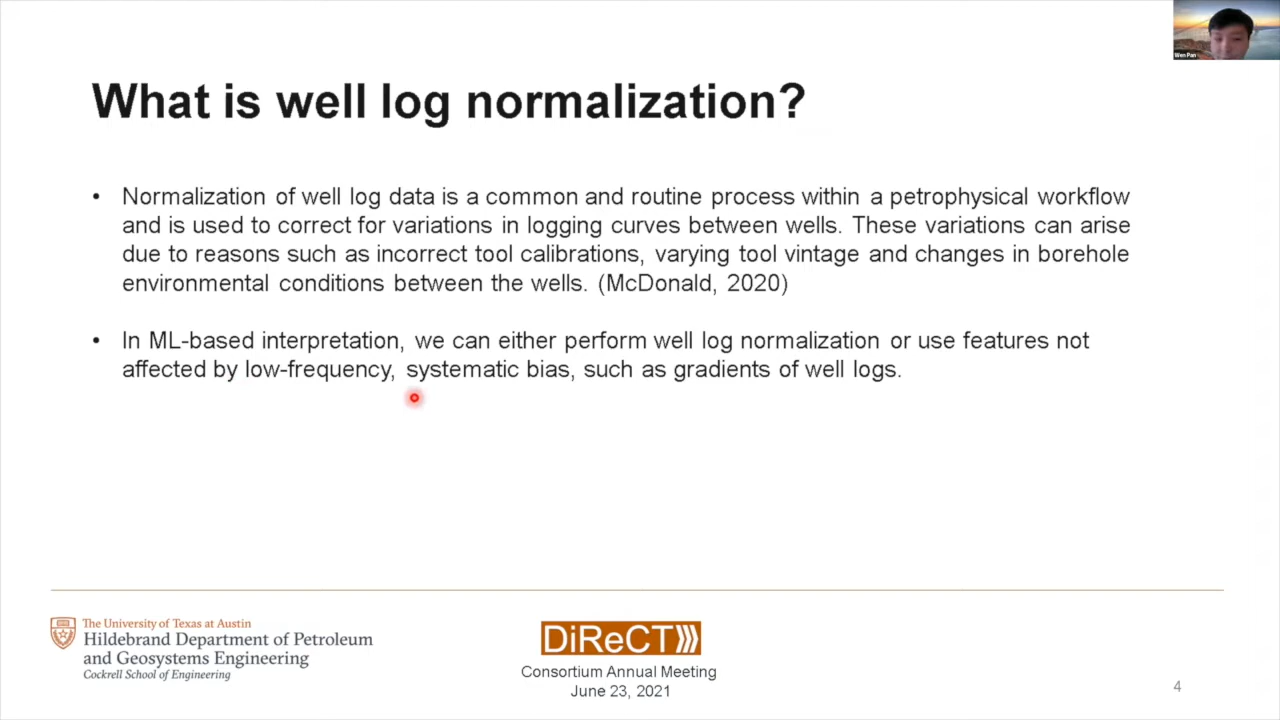 Wen Pan
What is well log normalization?
• Normalization of well log data is a common and routine process within a petrophysical workflow
and is used to correct for variations in logging curves between wells. These variations can arise
due to reasons such as incorrect tool calibrations, varying tool vintage and changes in borehole
environmental conditions between the wells. (McDonald, 2020)
• In ML-based interpretation, we can either perform well log normalization or use features not
affected by low-frequency, systematic bias, such as gradients of well logs.
The University of Texas at Austin
Hildebrand Department of Petroleum
and Geosystems Engineering
Cockrell School of Engineering
DiReCT
Consortium Annual Meeting
June 23, 2021
4